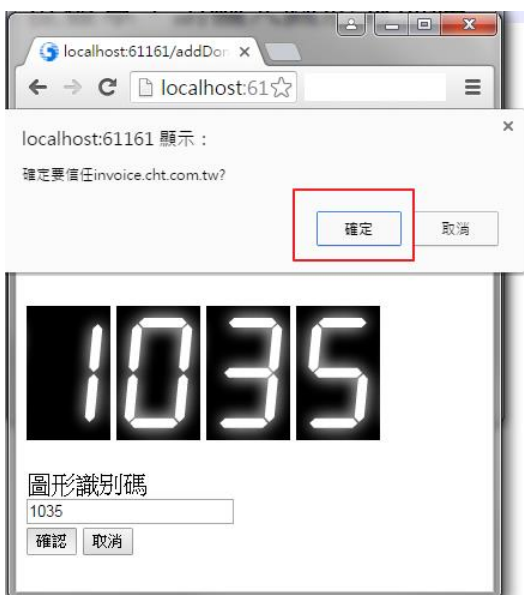 localhost:61161/addDon
localhost:61
localhost:61161 顯示：
確定要信任invoice.cht.com.tw?
確定
取消
1035
圖形識別碼
1035
確認
取消